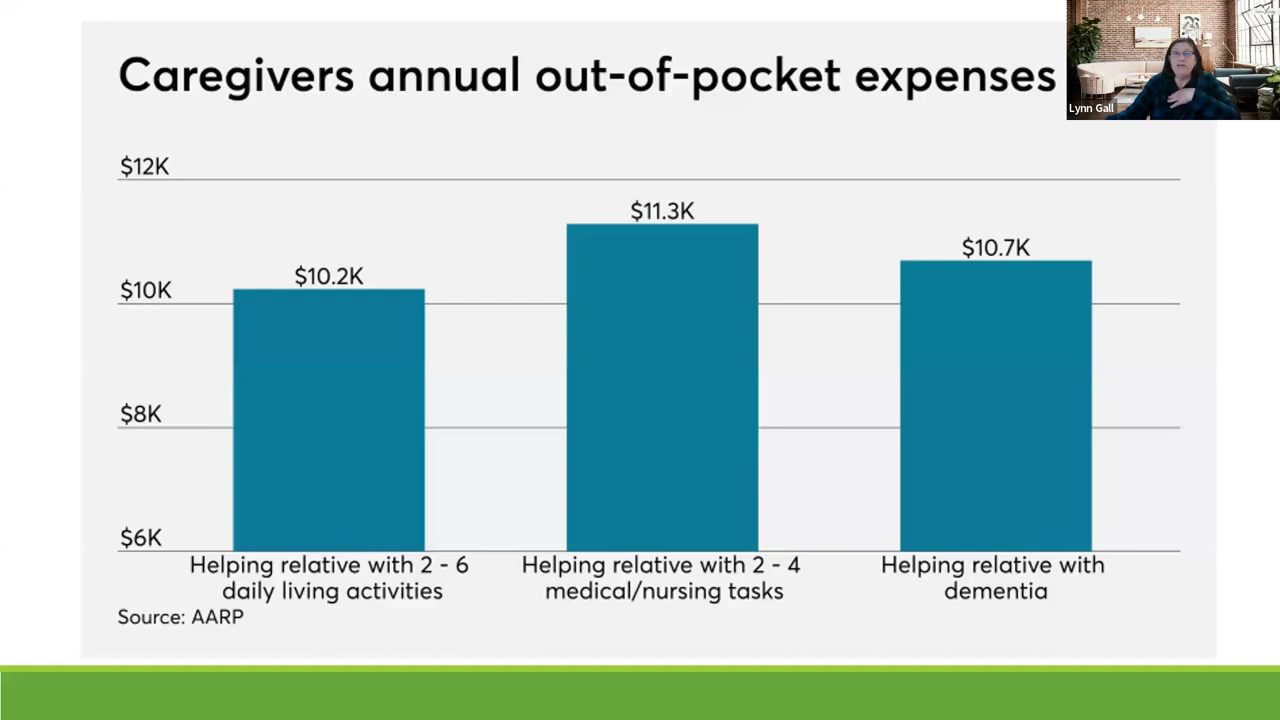 Caregivers annual out-of-pocket expenses
Lynn Gall
$12K
$11.3K
$10.7K
$10.2K
$10K
$8K
$6K
Helping relative with 2 - 6
daily living activities
Helping relative with 2 - 4
medical/nursing tasks
Helping relative with
dementia
Source: AARP